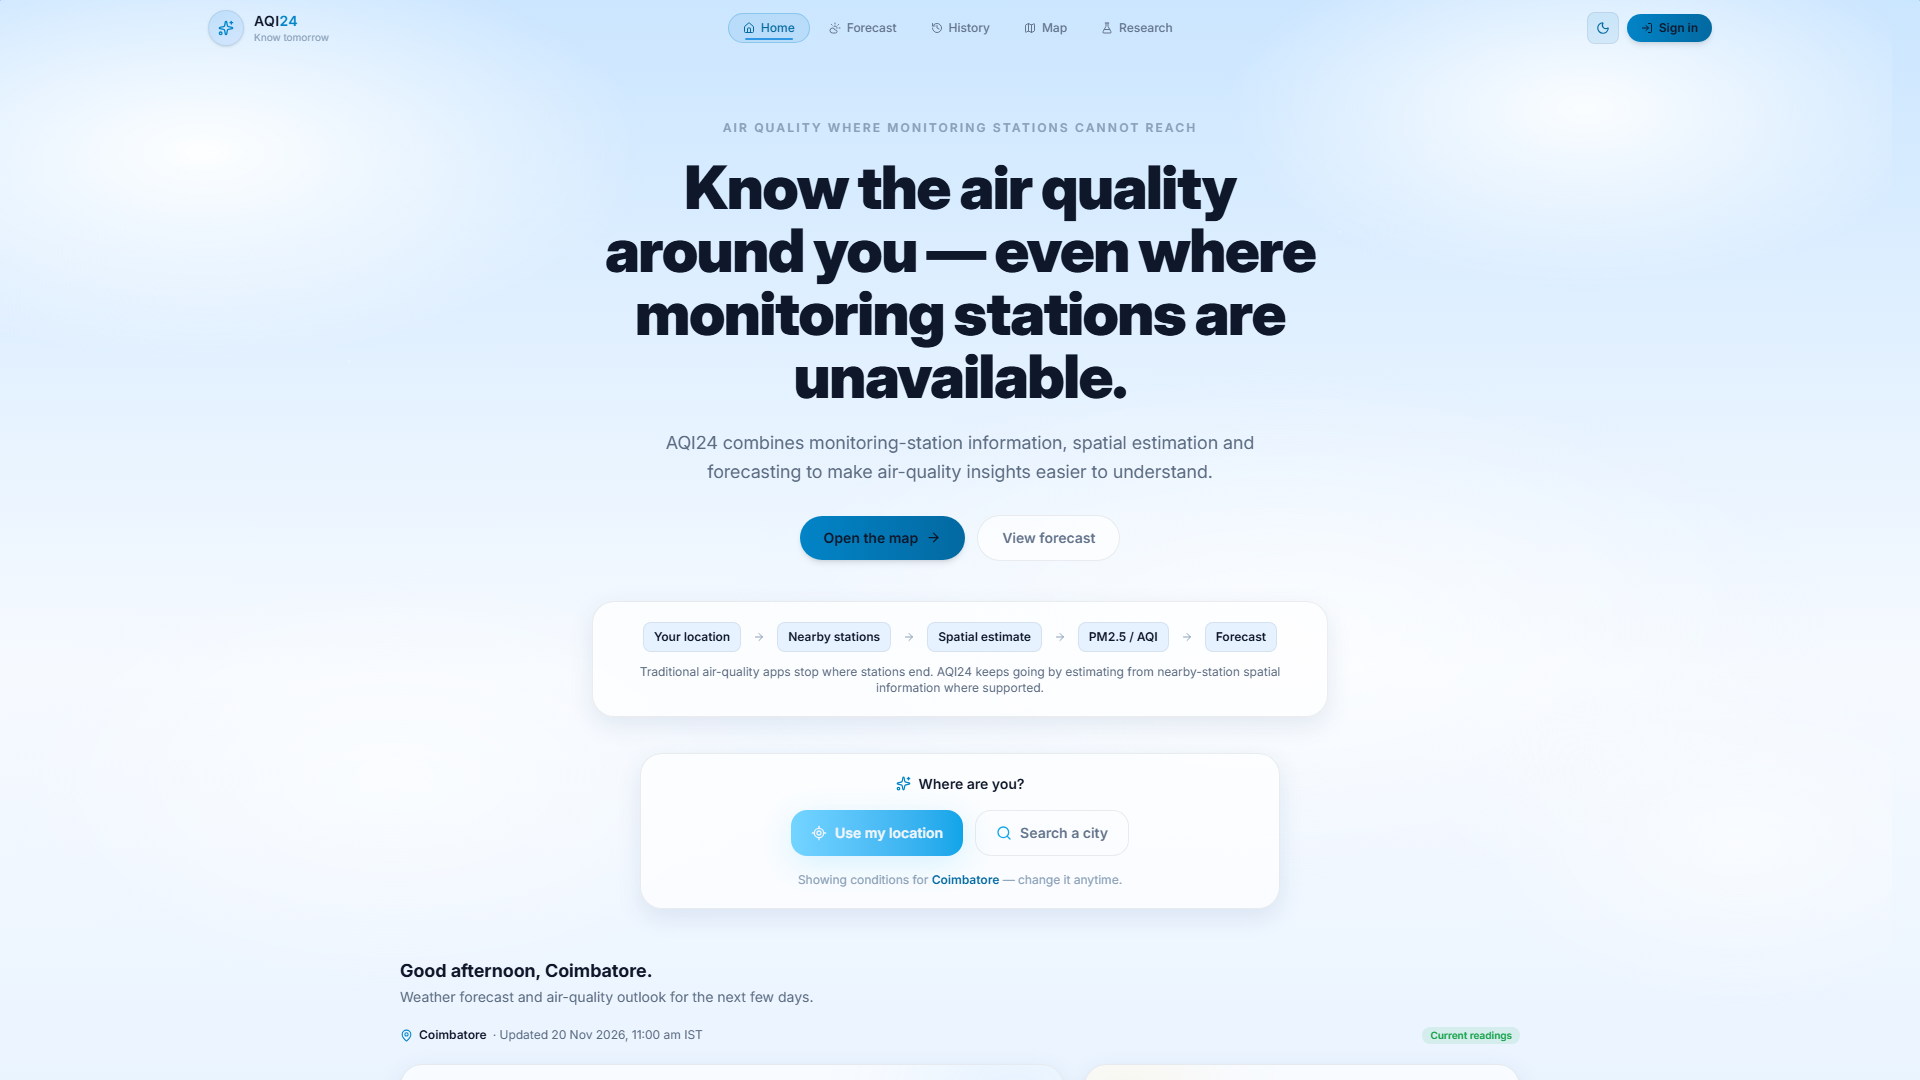 AQI24
Know tomorrow
Home
Forecast
History
Map
Research
Sign in
AIR QUALITY WHERE MONITORING STATIONS CANNOT REACH
Know the air quality
around you — even where
monitoring stations are
unavailable.
AQI24 combines monitoring-station information, spatial estimation and
forecasting to make air-quality insights easier to understand.
Open the map
View forecast
Your location
Nearby stations
Spatial estimate
PM2.5 / AQI
Forecast
Traditional air-quality apps stop where stations end. AQI24 keeps going by estimating from nearby-station spatial
information where supported.
Where are you?
Use my location
Search a city
Showing conditions for Coimbatore — change it anytime.
Good afternoon, Coimbatore.
Weather forecast and air-quality outlook for the next few days.
Coimbatore · Updated 20 Nov 2026, 11:00 am IST
Current readings